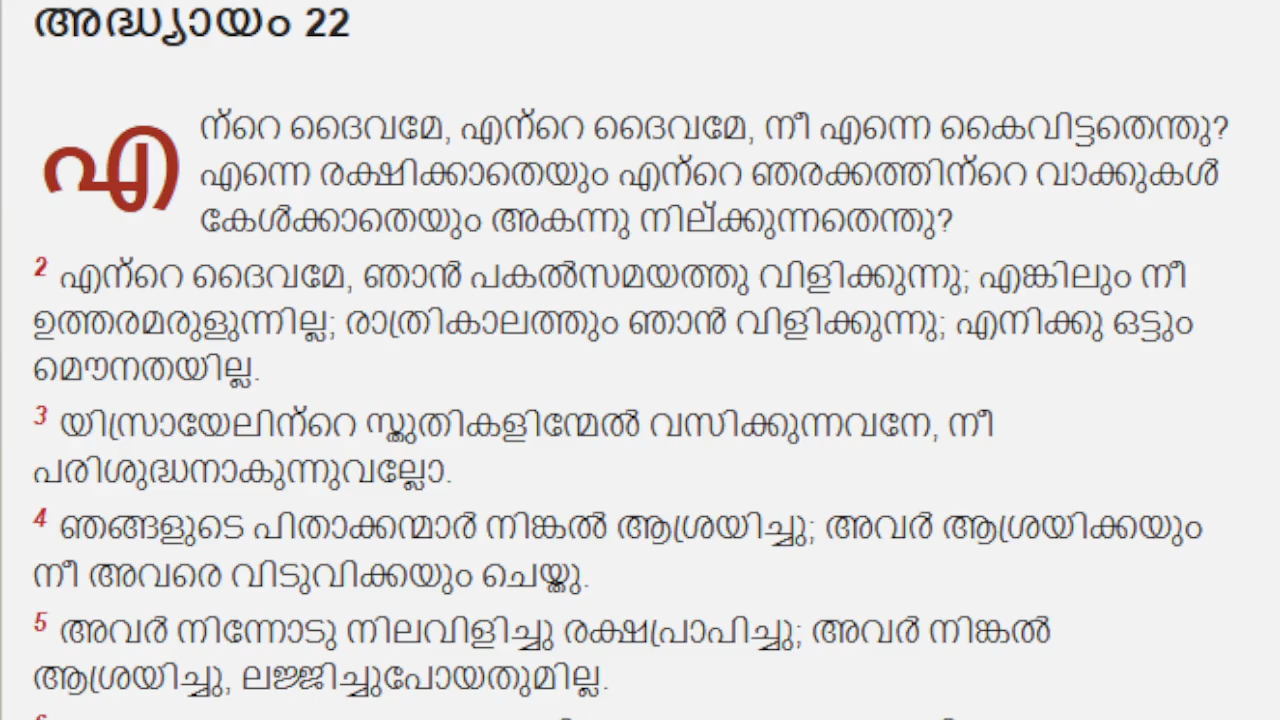 അദ്ധ്യായം 22
എന്റെ ദൈവമേ, എന്റെ ദൈവമേ, നീ എന്നെ കൈവിട്ടതെന്തു?
എന്നെ രക്ഷിക്കാതെയും എന്റെ ഞരക്കത്തിന്റെ വാക്കുകൾ
കേൾക്കാതെയും അകന്നു നില്ക്കുന്നതെന്തു?
2 എന്റെ ദൈവമേ, ഞാൻ പകൽസമയത്തു വിളിക്കുന്നു; എങ്കിലും നീ
ഉത്തരമരുളുന്നില്ല; രാത്രികാലത്തും ഞാൻ വിളിക്കുന്നു; എനിക്കു ഒട്ടും
മൌനതയില്ല.
3 യിസ്രായേലിന്റെ സ്തുതികളിന്മേൽ വസിക്കുന്നവനേ, നീ
പരിശുദ്ധനാകുന്നുവല്ലോ.
4 ഞങ്ങളുടെ പിതാക്കന്മാർ നിങ്കൽ ആശ്രയിച്ചു; അവർ ആശ്രയിക്കയും
നീ അവരെ വിടുവിക്കയും ചെയ്തു.
5 അവർ നിന്നോടു നിലവിളിച്ചു രക്ഷപ്രാപിച്ചു; അവർ നിങ്കൽ
ആശ്രയിച്ചു, ലജ്ജിച്ചുപോയതുമില്ല.